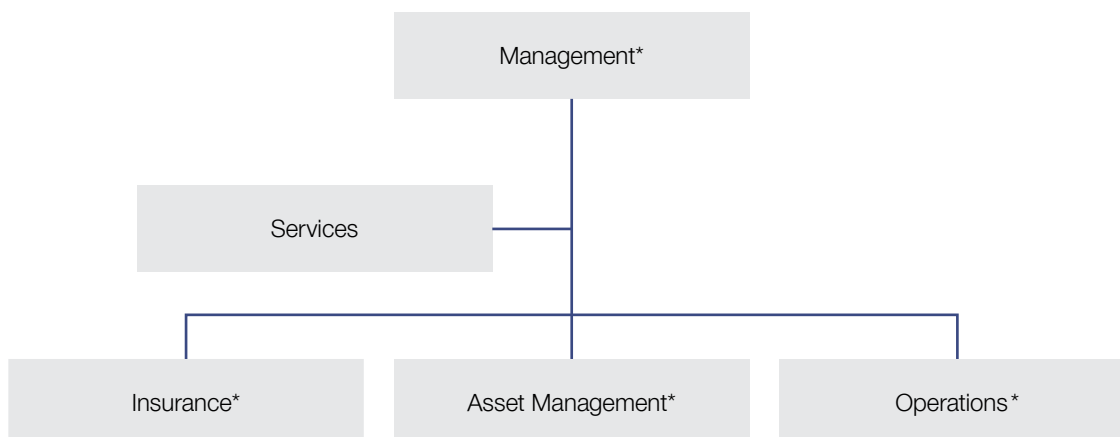 Management*
Services
Insurance*
Asset Management*
Operations*